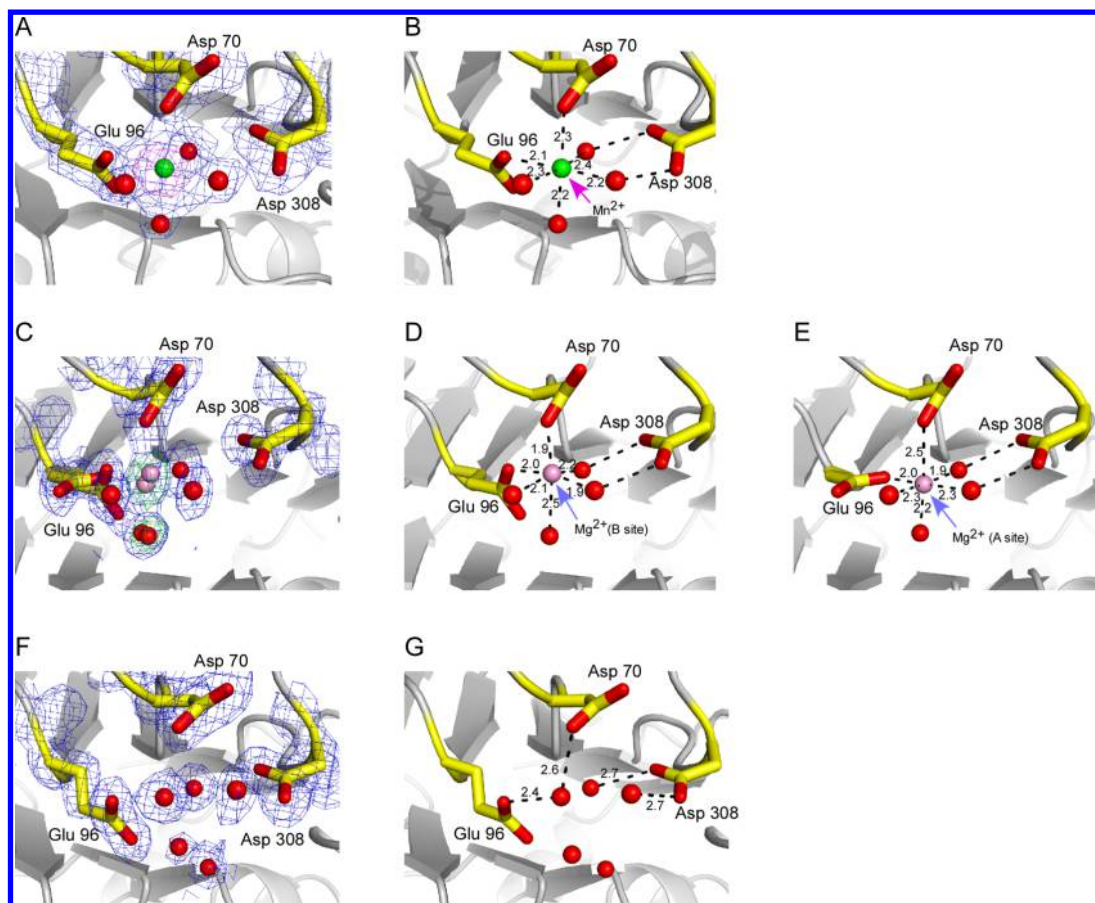 A
Asp 70
Glu 96
Asp 308
B
Asp 70
Glu 96
2.3
2.1
2.3
2.4
2.2
2.2
Asp 308
Mn2+
C
Asp 70
Asp 308
Glu 96
D
Asp 70
Asp 308
1.9
2.0
2.2
2.1
1.9
2.5
Glu 96
Mg2+(B site)
E
Asp 70
Asp 308
2.5
2.0
1.9
2.3
2.3
2.2
Glu 96
Mg2+ (A site)
F
Asp 70
Glu 96
Asp 308
G
Asp 70
2.6
2.7
2.4
2.7
Asp 308
Glu 96